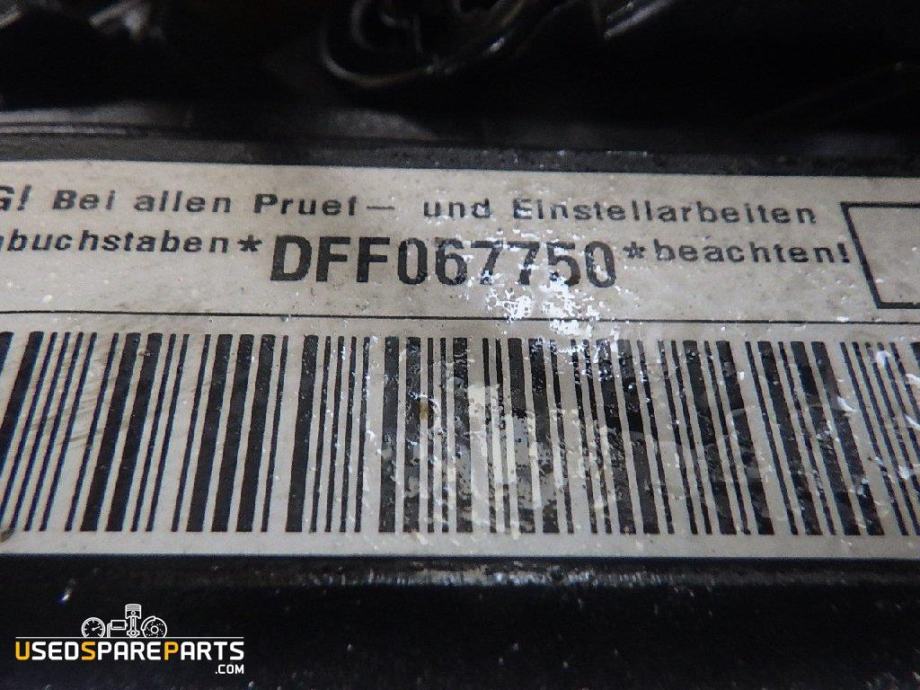 G! Bei allen Pruef— und Einstellarbeiten
nbuchstaben*DFF067750*beachten!
USEDSPAREPARTS
.COM